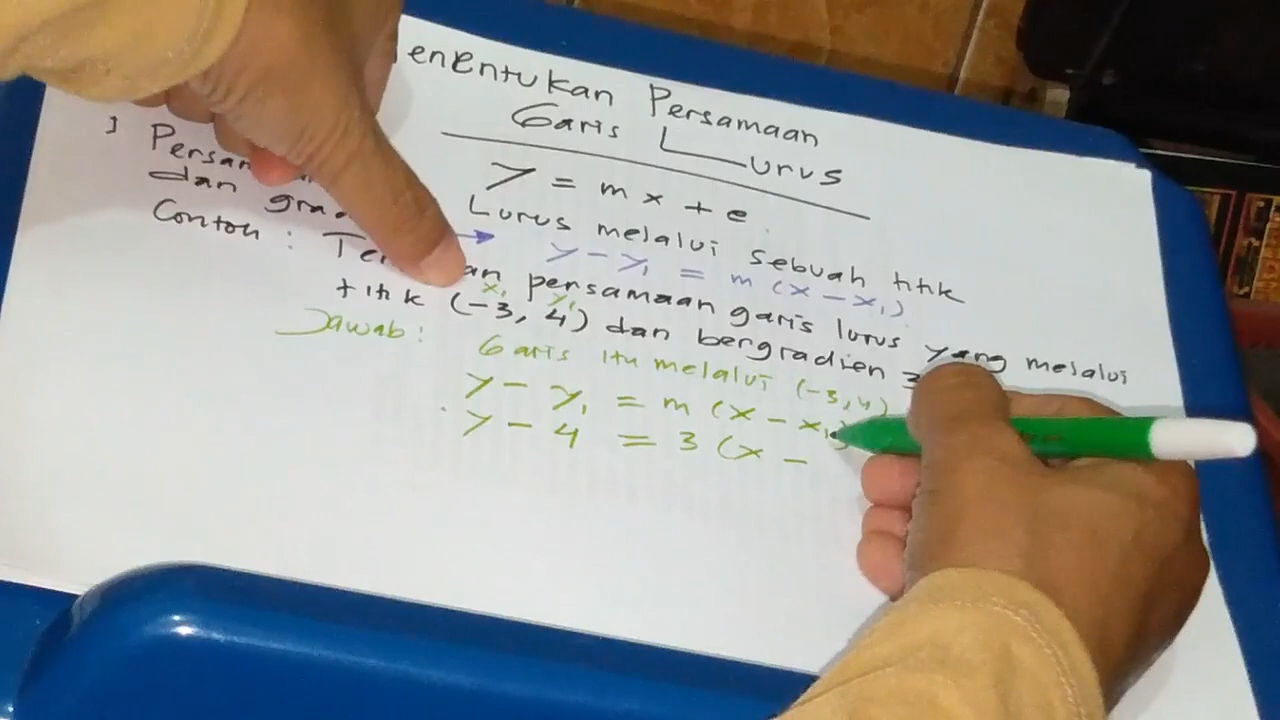 enentukan Persamaan
Garis Lurus
y = mx + c
1 Persa Lurus melalui sebuah titik
dan grad → y - y₁ = m (x - x₁)
Contoh : Te an persamaan garis lurus yang melalui
x₁ y₁
titik (-3, 4) dan bergradien 3
Jawab : Garis itu melalui (-3, 4)
y - y₁ = m (x - x₁)
y - 4 = 3 (x -